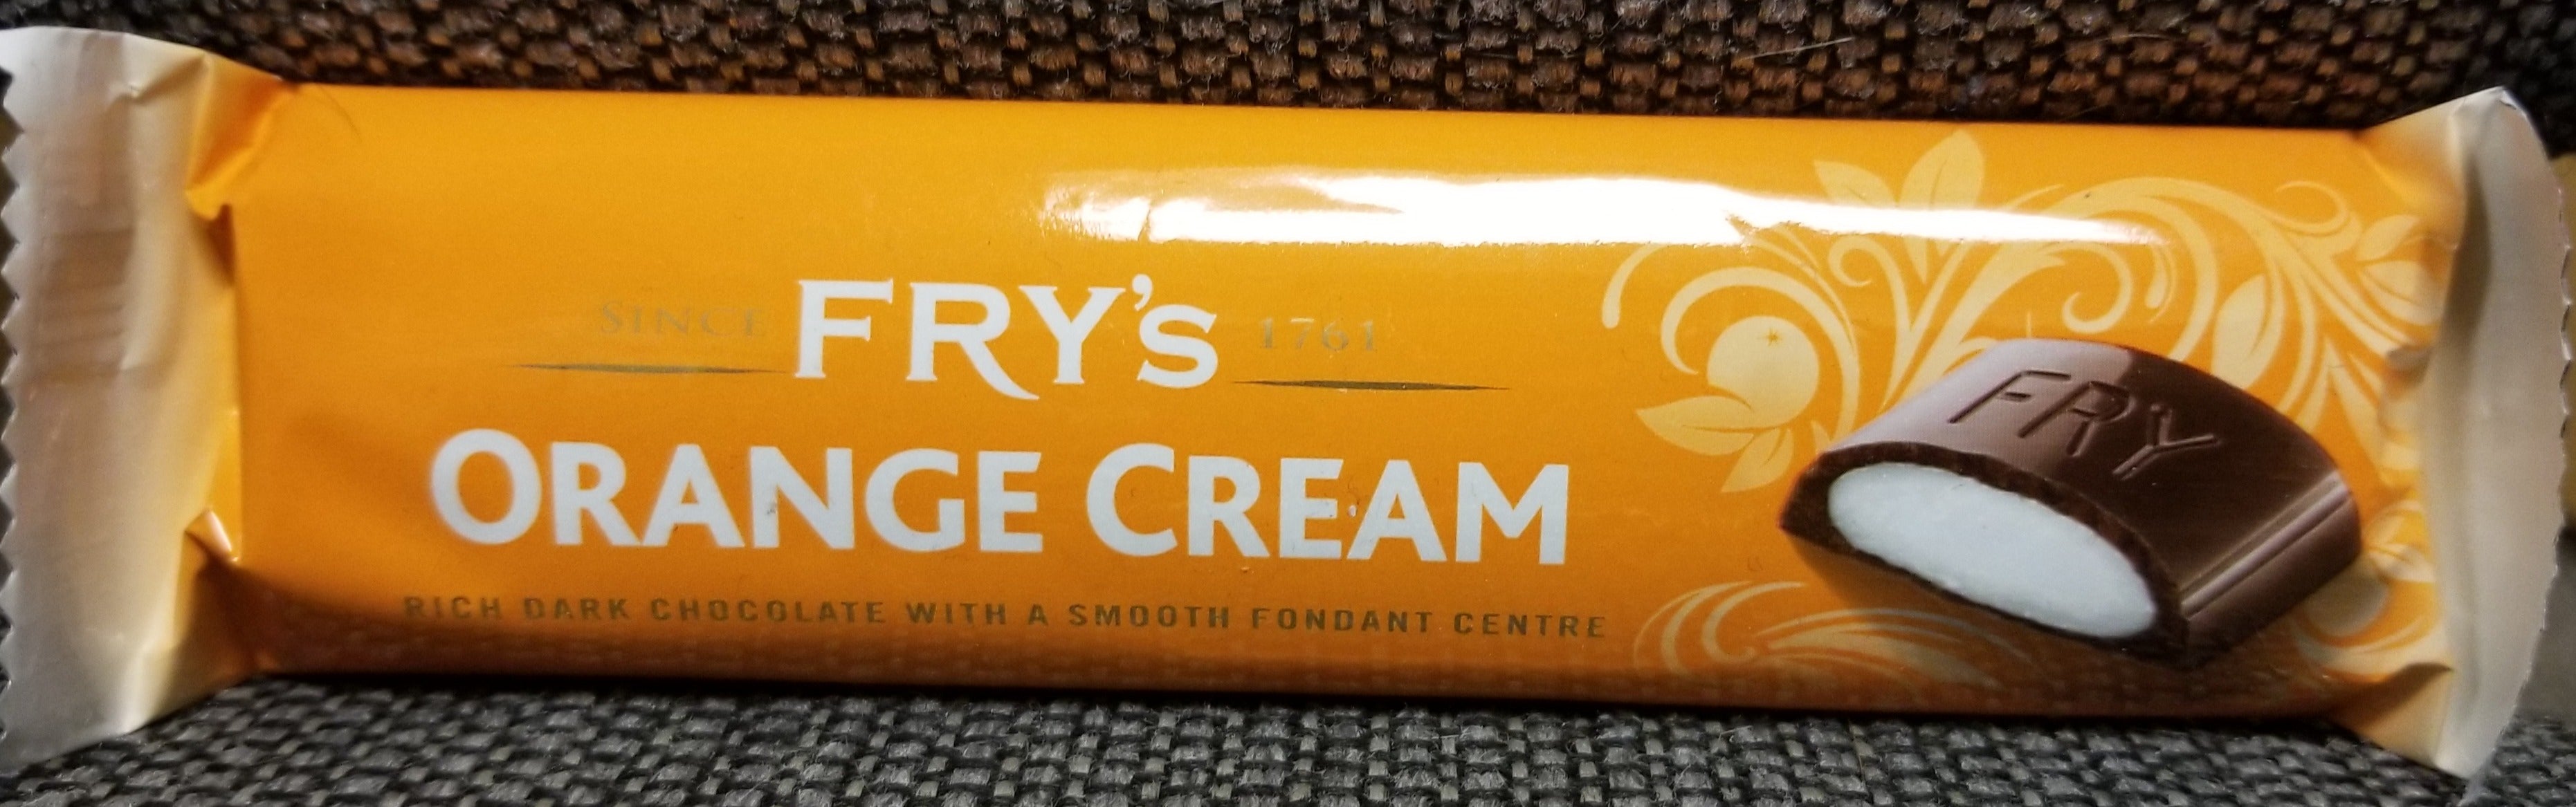 SINCE FRY's 1761
ORANGE CREAM
RICH DARK CHOCOLATE WITH A SMOOTH FONDANT CENTRE
FRY